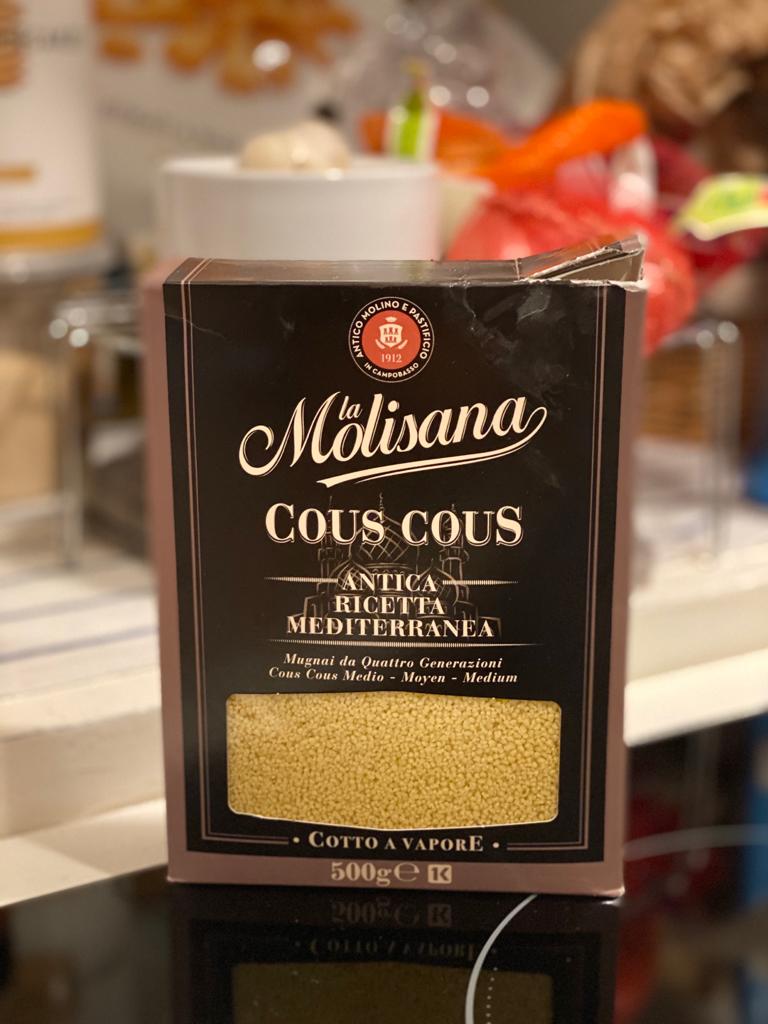 ANTICO MOLINO E PASTIFICIO
1912
IN CAMPOBASSO
la
Molisana
COUS COUS
ANTICA
RICETTA
MEDITERRANEA
Mugnai da Quattro Generazioni
Cous Cous Medio - Moyen - Medium
• COTTO A VAPORE •
500g ℮ K